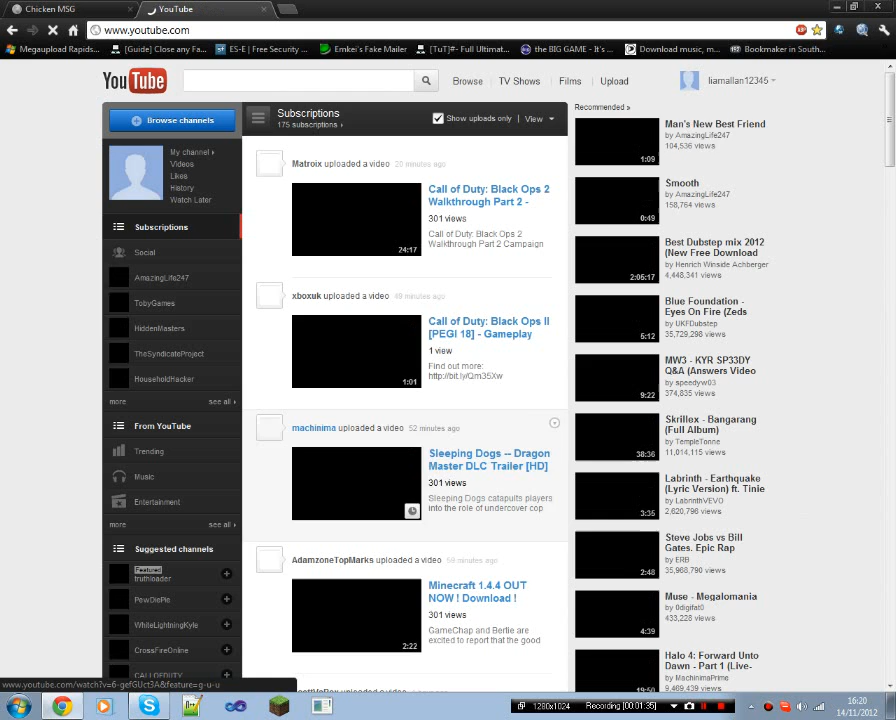 Chicken MSG
YouTube
www.youtube.com
Megaupload Rapids...
[Guide] Close any Fa...
ES-E | Free Security ...
Emkei's Fake Mailer
[TuT]#- Full Ultimat...
the BIG GAME - It's ...
Download music, m...
Bookmaker in South...
YouTube
Browse
TV Shows
Films
Upload
liamallan12345
Browse channels
My channel
Videos
Likes
History
Watch Later
Subscriptions
Social
AmazingLife247
TobyGames
HiddenMasters
TheSyndicateProject
HouseholdHacker
more
see all
From YouTube
Trending
Music
Entertainment
more
see all
Suggested channels
Featured
truthloader
PewDiePie
WhiteLightningKyle
CrossFireOnline
CALLOFDUTY
Subscriptions
175 subscriptions
Show uploads only
View
Matroix uploaded a video 20 minutes ago
24:17
Call of Duty: Black Ops 2
Walkthrough Part 2 -
301 views
Call of Duty: Black Ops 2
Walkthrough Part 2 Campaign
xboxuk uploaded a video 49 minutes ago
1:01
Call of Duty: Black Ops II
[PEGI 18] - Gameplay
1 view
Find out more:
http://bit.ly/Qm35Xw
machinima uploaded a video 52 minutes ago
Sleeping Dogs -- Dragon
Master DLC Trailer [HD]
301 views
Sleeping Dogs catapults players
into the role of undercover cop
AdamzoneTopMarks uploaded a video 59 minutes ago
2:22
Minecraft 1.4.4 OUT
NOW ! Download !
301 views
GameChap and Bertie are
excited to report that the good
Recommended »
1:09
Man's New Best Friend
by AmazingLife247
104,536 views
0:49
Smooth
by AmazingLife247
158,764 views
2:05:17
Best Dubstep mix 2012
(New Free Download
by Henrich Winside Achberger
4,448,341 views
5:12
Blue Foundation -
Eyes On Fire (Zeds
by UKFDubstep
35,729,298 views
9:22
MW3 - KYR SP33DY
Q&A (Answers Video
by speedyw03
374,835 views
38:36
Skrillex - Bangarang
(Full Album)
by TempleTonne
11,014,115 views
3:35
Labrinth - Earthquake
(Lyric Version) ft. Tinie
by LabrinthVEVO
2,620,796 views
2:48
Steve Jobs vs Bill
Gates. Epic Rap
by ERB
35,968,790 views
4:39
Muse - Megalomania
by 0digifat0
433,228 views
19:50
Halo 4: Forward Unto
Dawn - Part 1 (Live-
by MachinimaPrime
9,469,439 views
www.youtube.com/watch?v=6-gefGUct3A&feature=g-u-u
1280x1024
Recording [00:01:35]
16:20
14/11/2012